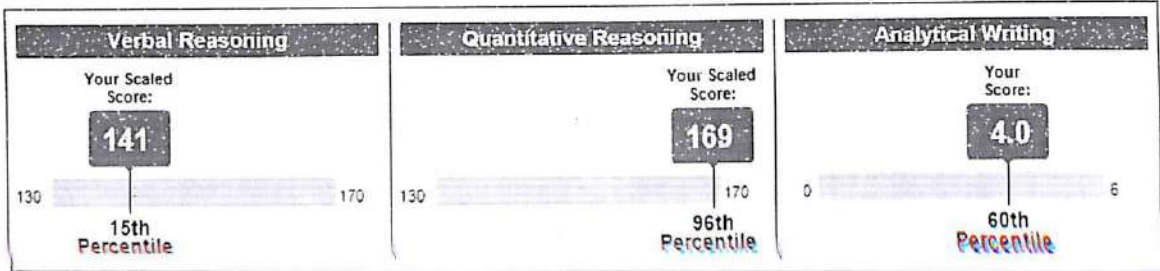 Verbal Reasoning
Your Scaled
Score:
141
130
170
15th
Percentile
Quantitative Reasoning
Your Scaled
Score:
169
130
170
96th
Percentile
Analytical Writing
Your
Score:
4.0
0
6
60th
Percentile